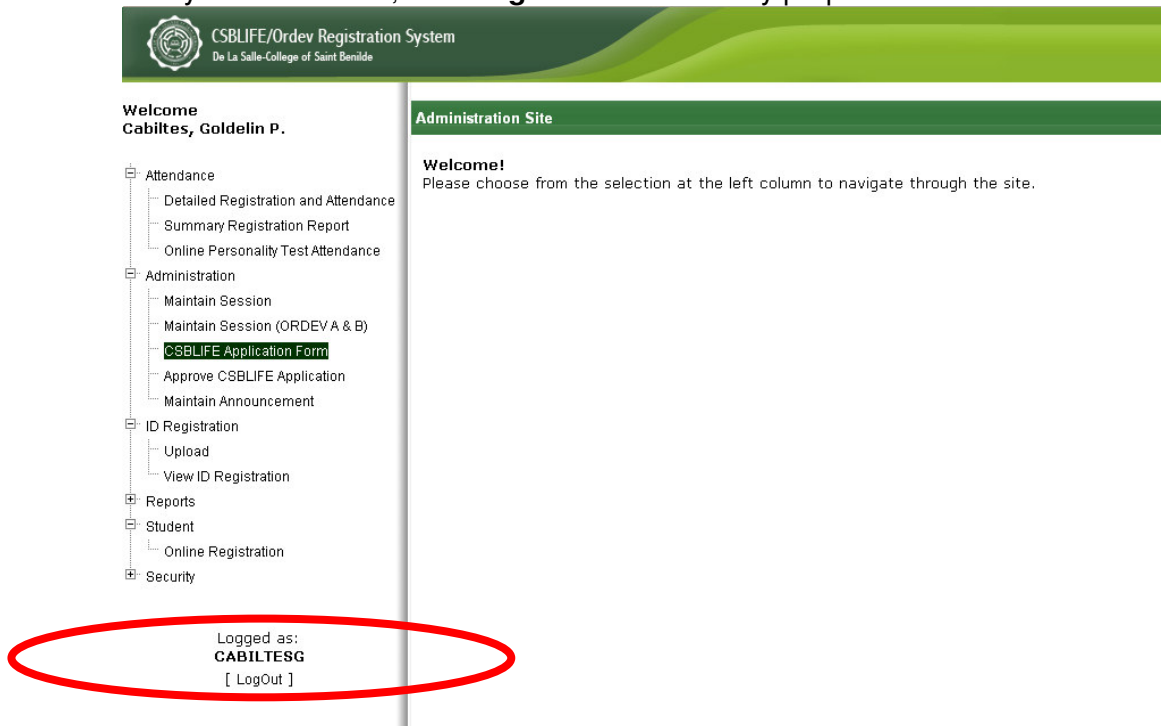 CSBLIFE/Ordev Registration System
De La Salle-College of Saint Benilde
Welcome
Cabiltes, Goldelin P.
Attendance
Detailed Registration and Attendance
Summary Registration Report
Online Personality Test Attendance
Administration
Maintain Session
Maintain Session (ORDEV A & B)
CSBLIFE Application Form
Approve CSBLIFE Application
Maintain Announcement
ID Registration
Upload
View ID Registration
Reports
Student
Online Registration
Security
Logged as:
CABILTESG
[ LogOut ]
Administration Site
Welcome!
Please choose from the selection at the left column to navigate through the site.